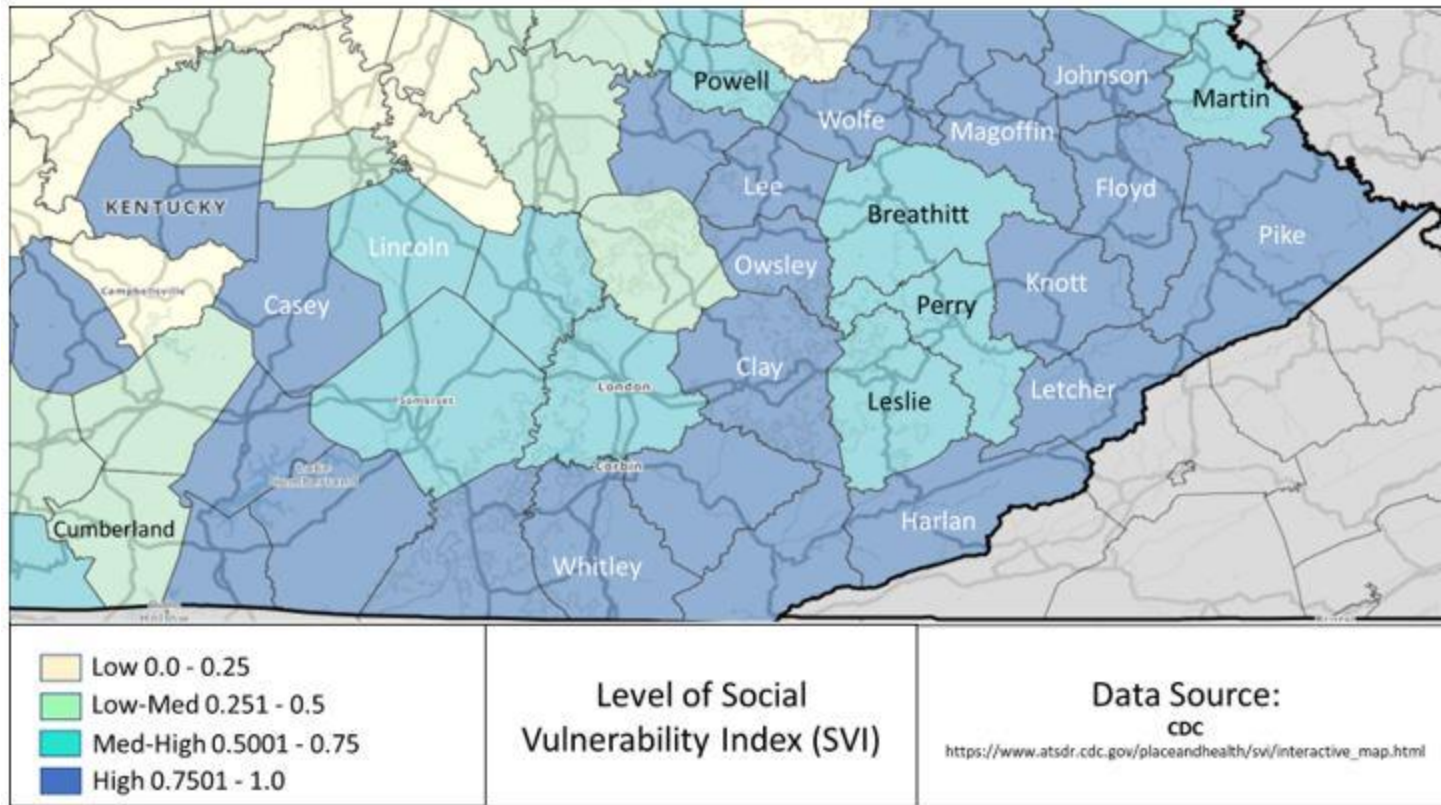 Powell
Johnson
Martin
Wolfe
Magoffin
Lee
Floyd
KENTUCKY
Breathitt
Pike
Lincoln
Owsley
Knott
Campbellsville
Casey
Perry
Clay
London
Letcher
Somerset
Leslie
Corbin
Lake
Cumberland
Harlan
Cumberland
Whitley
Low 0.0 - 0.25
Low-Med 0.251 - 0.5
Med-High 0.5001 - 0.75
High 0.7501 - 1.0
Level of Social
Vulnerability Index (SVI)
Data Source:
CDC
https://www.atsdr.cdc.gov/placeandhealth/svi/interactive_map.html